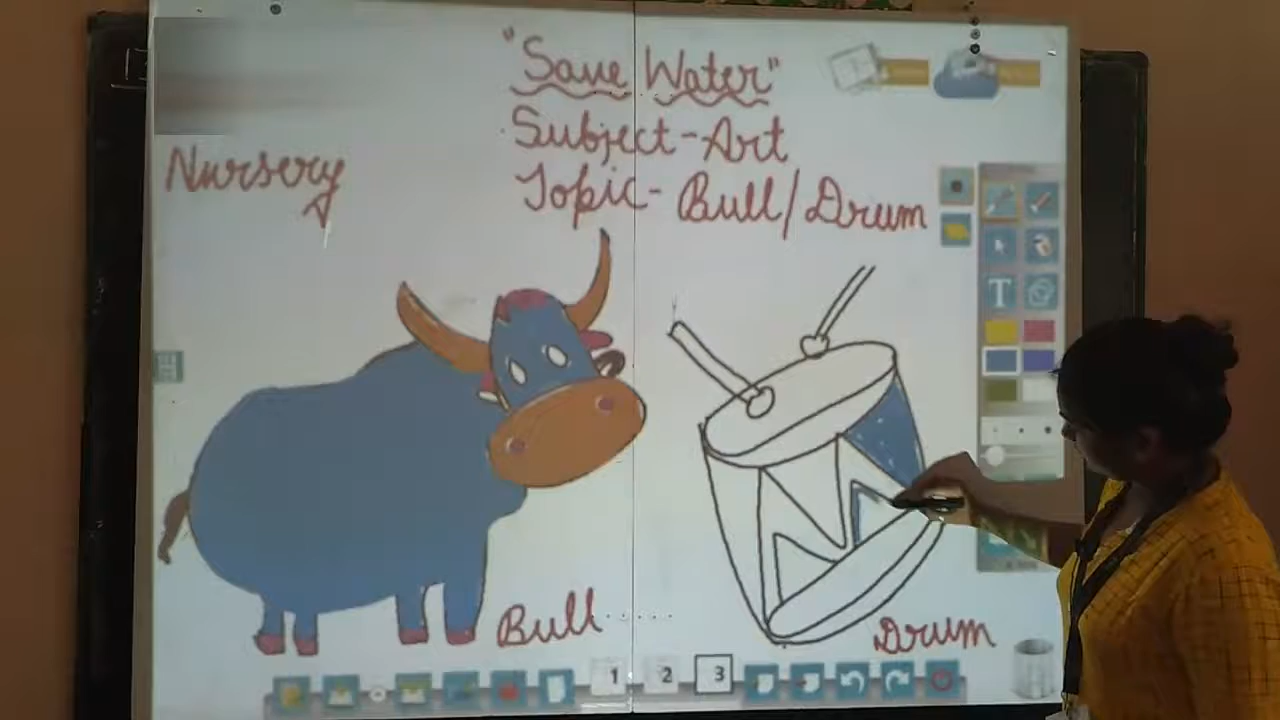 "Save Water"
Subject-Art
Nursery
Topic- Bull/Drum
Bull
Drum
T
1 2 3